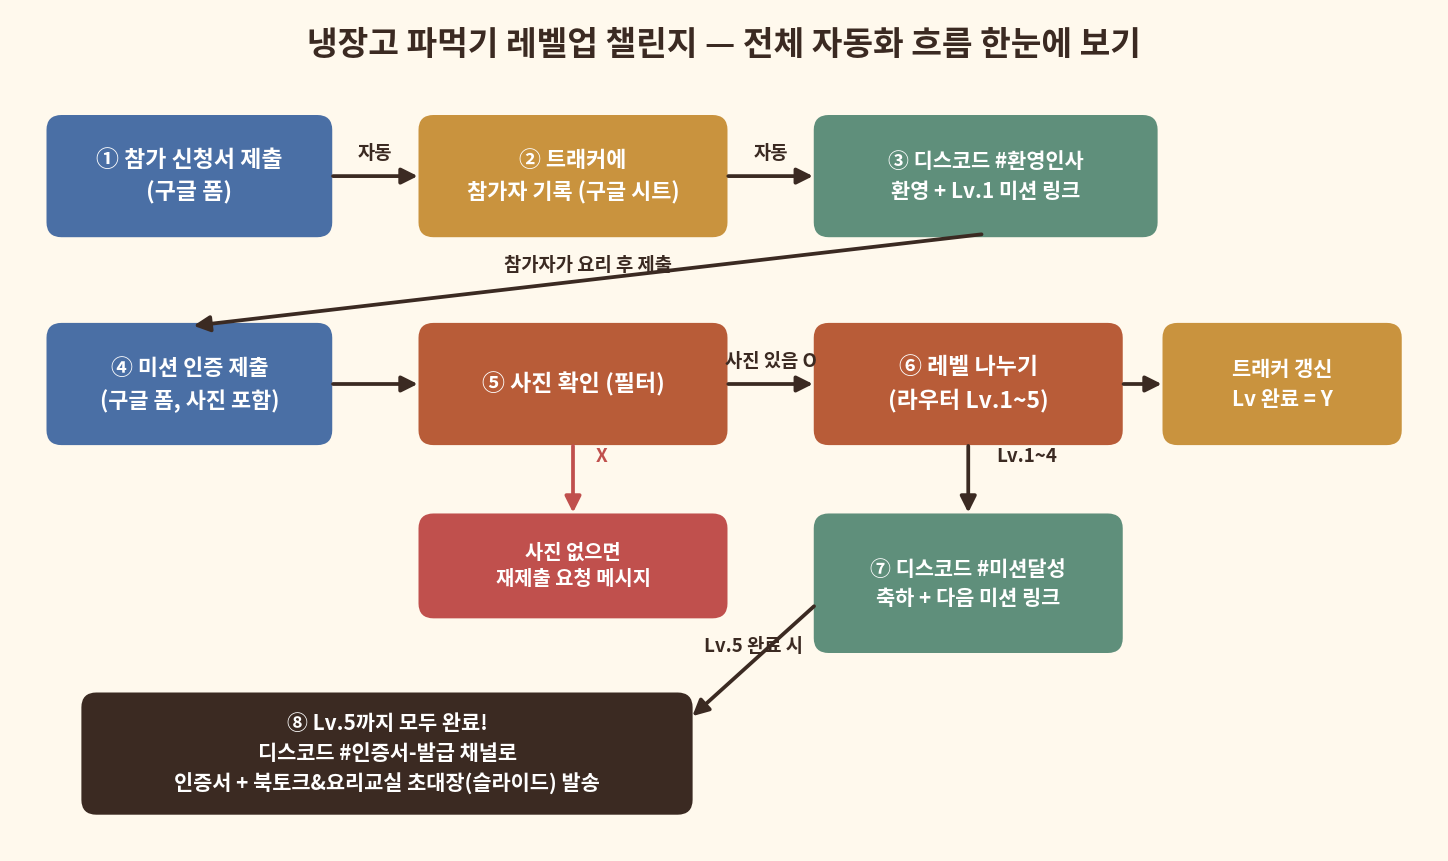 냉장고 파먹기 레벨업 챌린지 — 전체 자동화 흐름 한눈에 보기
① 참가 신청서 제출
(구글 폼)
자동
② 트래커에
참가자 기록 (구글 시트)
자동
③ 디스코드 #환영인사
환영 + Lv.1 미션 링크
참가자가 요리 후 제출
④ 미션 인증 제출
(구글 폼, 사진 포함)
⑤ 사진 확인 (필터)
사진 있음 O
⑥ 레벨 나누기
(라우터 Lv.1~5)
트래커 갱신
Lv 완료 = Y
X
Lv.1~4
사진 없으면
재제출 요청 메시지
⑦ 디스코드 #미션달성
축하 + 다음 미션 링크
Lv.5 완료 시
⑧ Lv.5까지 모두 완료!
디스코드 #인증서-발급 채널로
인증서 + 북토크&요리교실 초대장(슬라이드) 발송